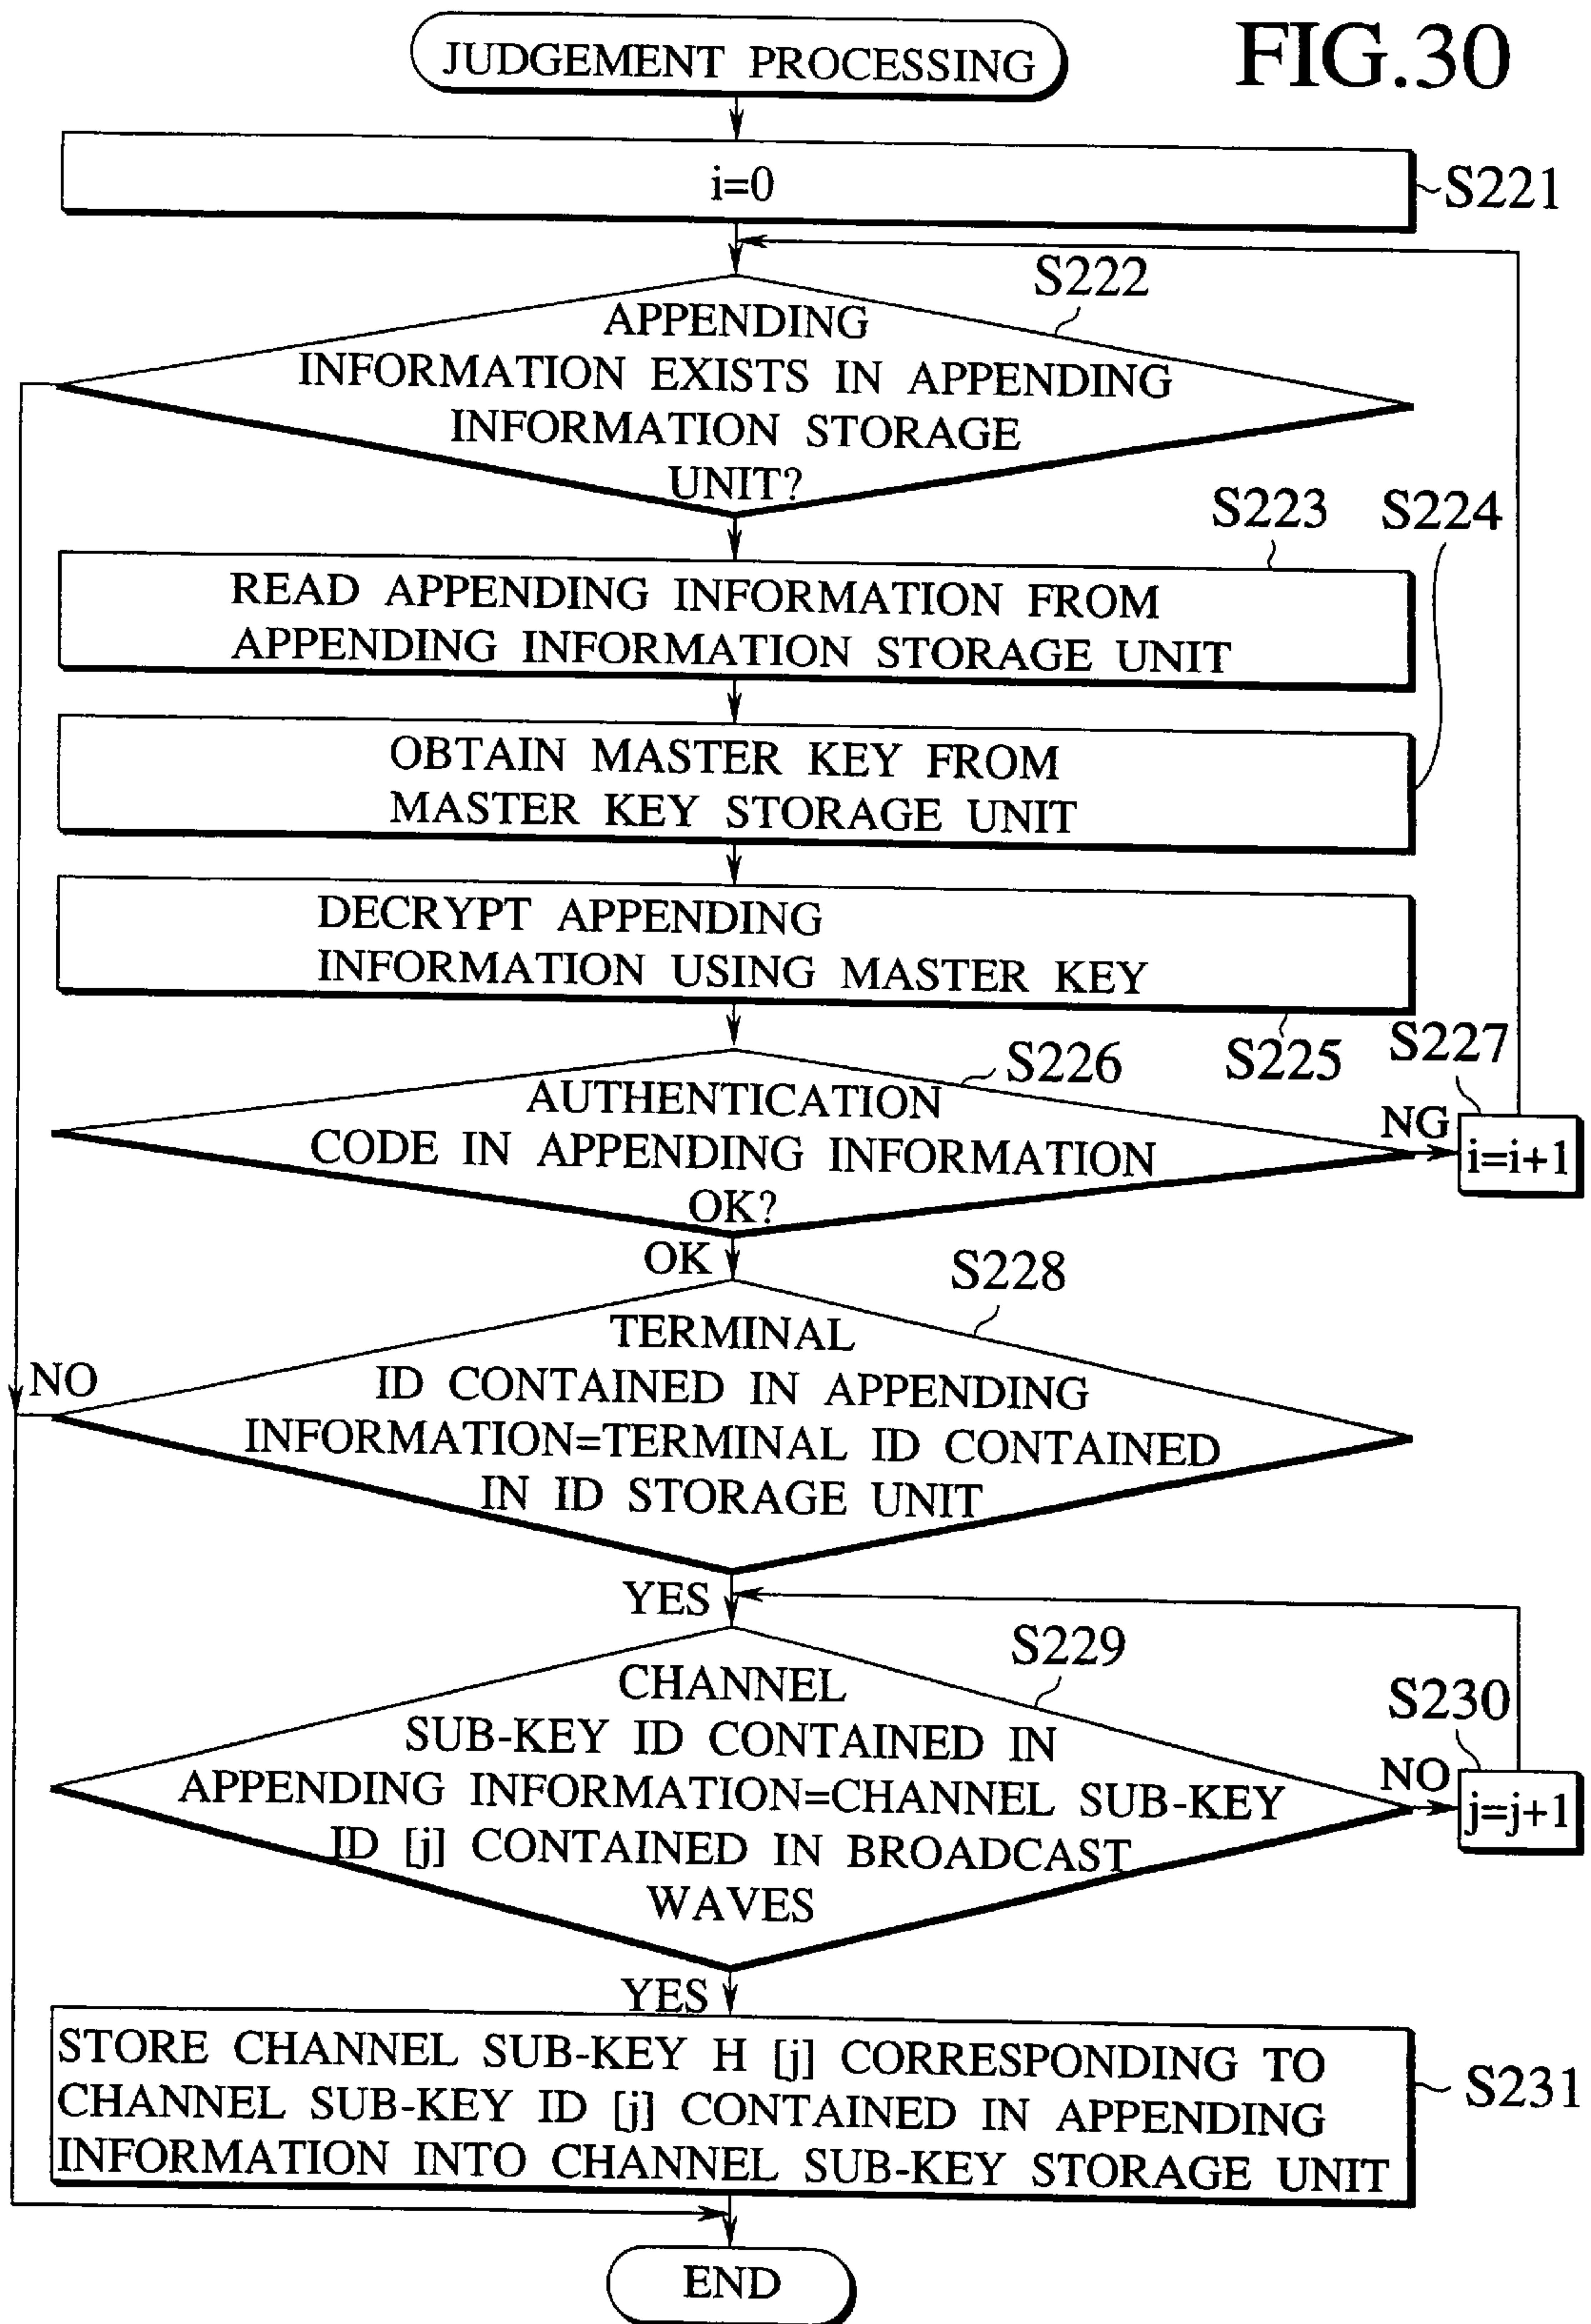 FIG.30
JUDGEMENT PROCESSING
i=0
S221
S222
APPENDING
INFORMATION EXISTS IN APPENDING
INFORMATION STORAGE
UNIT?
S223
S224
READ APPENDING INFORMATION FROM
APPENDING INFORMATION STORAGE UNIT
OBTAIN MASTER KEY FROM
MASTER KEY STORAGE UNIT
DECRYPT APPENDING
INFORMATION USING MASTER KEY
S225
S226
S227
AUTHENTICATION
CODE IN APPENDING INFORMATION
OK?
NG
i=i+1
OK
S228
TERMINAL
ID CONTAINED IN APPENDING
INFORMATION=TERMINAL ID CONTAINED
IN ID STORAGE UNIT
NO
YES
S229
CHANNEL
SUB-KEY ID CONTAINED IN
APPENDING INFORMATION=CHANNEL SUB-KEY
ID [j] CONTAINED IN BROADCAST
WAVES
NO
S230
j=j+1
YES
STORE CHANNEL SUB-KEY H [j] CORRESPONDING TO
CHANNEL SUB-KEY ID [j] CONTAINED IN APPENDING
INFORMATION INTO CHANNEL SUB-KEY STORAGE UNIT
S231
END